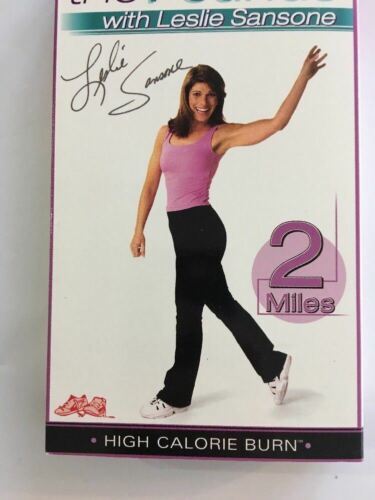 with Leslie Sansone
Leslie Sansone
2
Miles
• HIGH CALORIE BURN™ •